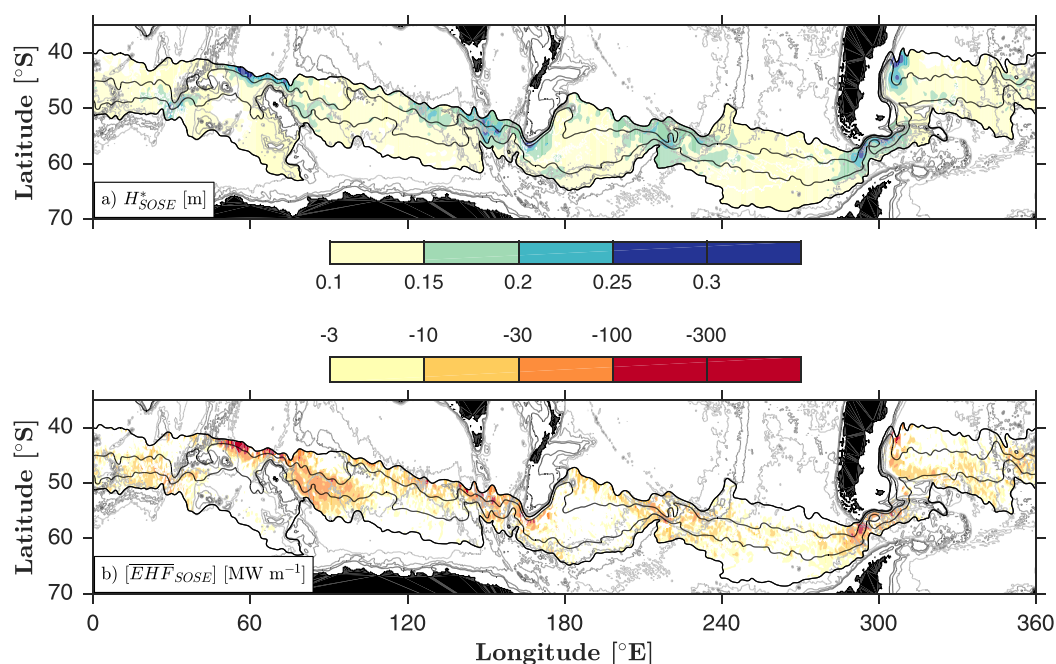 40
50
60
70
Latitude [°S]
a) H*SOSE [m]
0.1 0.15 0.2 0.25 0.3
-3 -10 -30 -100 -300
40
50
60
70
Latitude [°S]
b) [EHFSOSE] [MW m−1]
0 60 120 180 240 300 360
Longitude [°E]